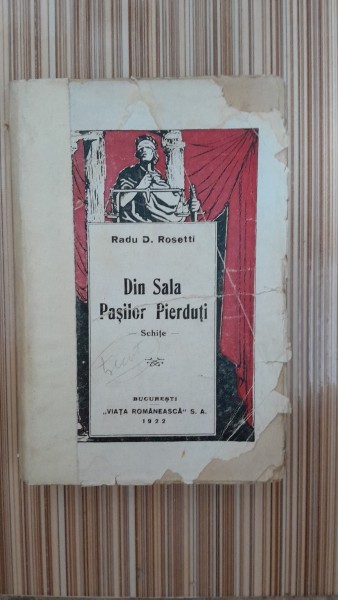 Radu D. Rosetti
Din Sala
Pașilor Pierduți
— Schițe —
BUCUREȘTI
„VIAȚA ROMÂNEASCĂ” S. A.
1922